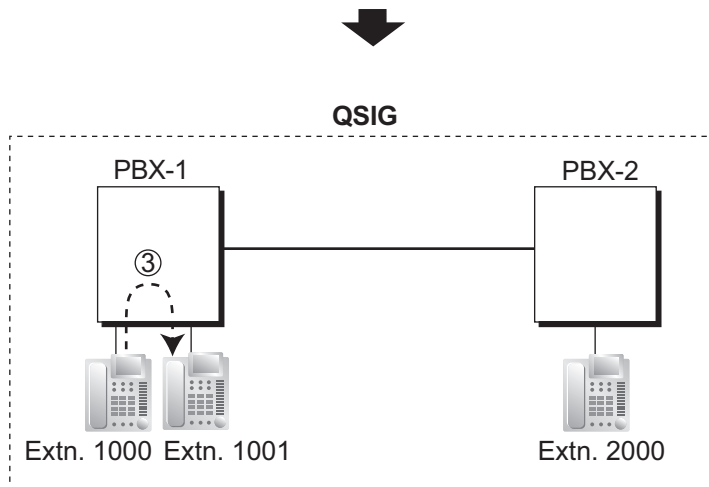 QSIG
PBX-1 PBX-2
③
Extn. 1000 Extn. 1001 Extn. 2000